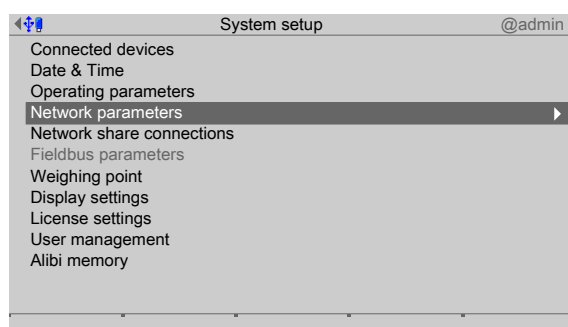 System setup @admin
Connected devices
Date & Time
Operating parameters
Network parameters
Network share connections
Fieldbus parameters
Weighing point
Display settings
License settings
User management
Alibi memory